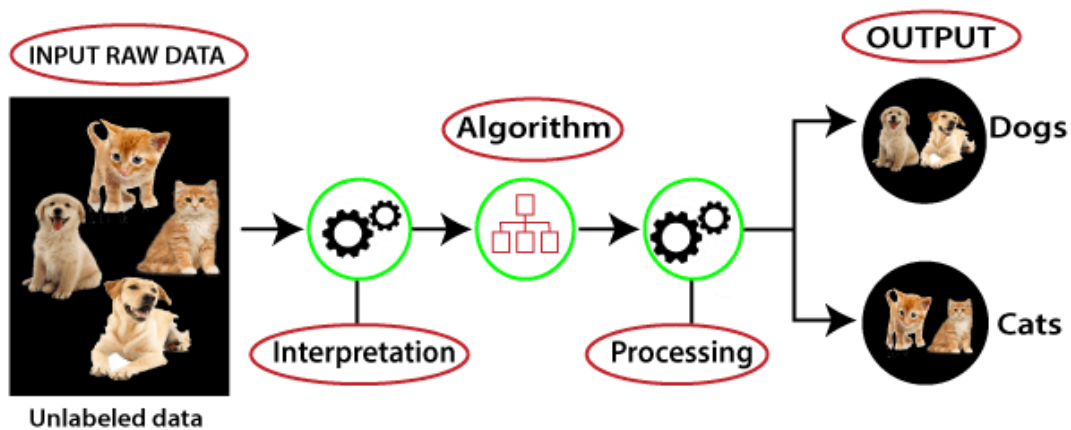 INPUT RAW DATA
Unlabeled data
Interpretation
Algorithm
Processing
OUTPUT
Dogs
Cats